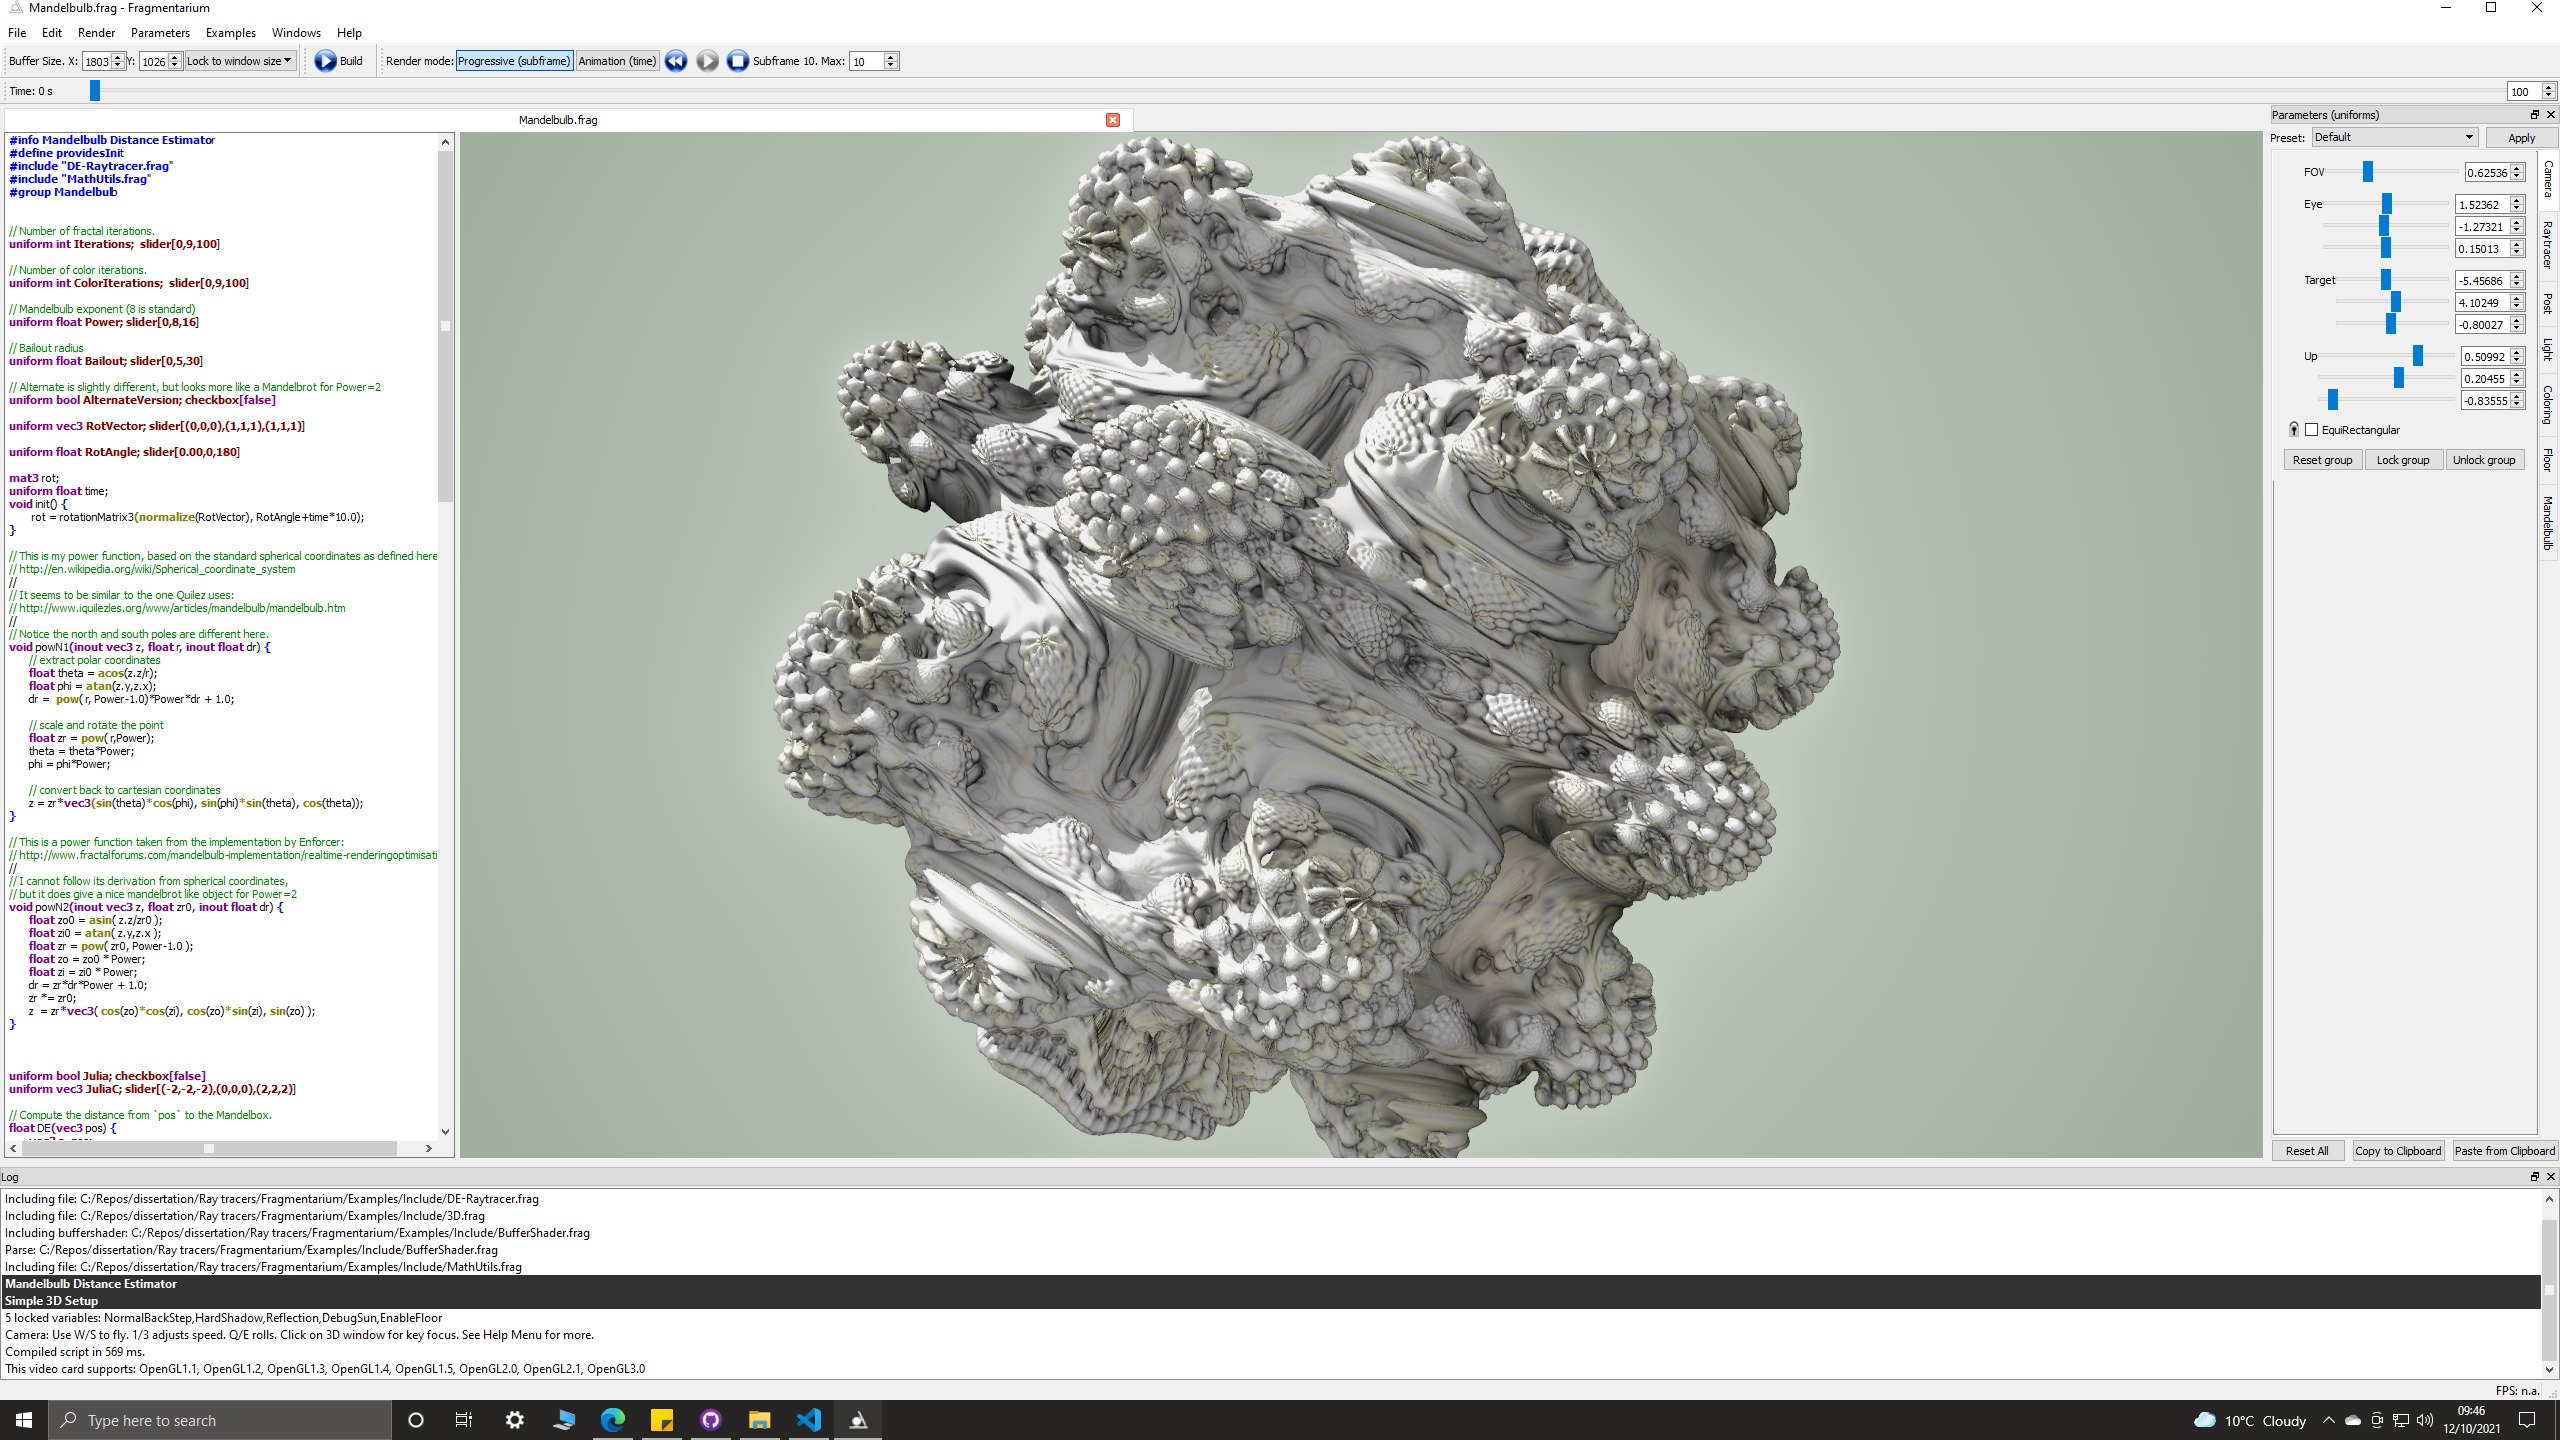 Mandelbulb.frag - Fragmentarium
File Edit Render Parameters Examples Windows Help
Buffer Size. X: 1803 Y: 1026 Lock to window size Build Render mode: Progressive (subframe) Animation (time) Subframe 10. Max: 10
Time: 0 s 100
Mandelbulb.frag
#info Mandelbulb Distance Estimator
#define providesInit
#include "DE-Raytracer.frag"
#include "MathUtils.frag"
#group Mandelbulb
// Number of fractal iterations.
uniform int Iterations;  slider[0,9,100]
// Number of color iterations.
uniform int ColorIterations;  slider[0,9,100]
// Mandelbulb exponent (8 is standard)
uniform float Power; slider[0,8,16]
// Bailout radius
uniform float Bailout; slider[0,5,30]
// Alternate is slightly different, but looks more like a Mandelbrot for Power=2
uniform bool AlternateVersion; checkbox[false]
uniform vec3 RotVector; slider[(0,0,0),(1,1,1),(1,1,1)]
uniform float RotAngle; slider[0.00,0,180]
mat3 rot;
uniform float time;
void init() {
rot = rotationMatrix3(normalize(RotVector), RotAngle+time*10.0);
}
// This is my power function, based on the standard spherical coordinates as defined here
// http://en.wikipedia.org/wiki/Spherical_coordinate_system
//
// It seems to be similar to the one Quilez uses:
// http://www.iquilezles.org/www/articles/mandelbulb/mandelbulb.htm
//
// Notice the north and south poles are different here.
void powN1(inout vec3 z, float r, inout float dr) {
// extract polar coordinates
float theta = acos(z.z/r);
float phi = atan(z.y,z.x);
dr =  pow( r, Power-1.0)*Power*dr + 1.0;
// scale and rotate the point
float zr = pow( r,Power);
theta = theta*Power;
phi = phi*Power;
// convert back to cartesian coordinates
z = zr*vec3(sin(theta)*cos(phi), sin(phi)*sin(theta), cos(theta));
}
// This is a power function taken from the implementation by Enforcer:
// http://www.fractalforums.com/mandelbulb-implementation/realtime-renderingoptimisati
//
// I cannot follow its derivation from spherical coordinates,
// but it does give a nice mandelbrot like object for Power=2
void powN2(inout vec3 z, float zr0, inout float dr) {
float zo0 = asin( z.z/zr0 );
float zi0 = atan( z.y,z.x );
float zr = pow( zr0, Power-1.0 );
float zo = zo0 * Power;
float zi = zi0 * Power;
dr = zr*dr*Power + 1.0;
zr *= zr0;
z  = zr*vec3( cos(zo)*cos(zi), cos(zo)*sin(zi), sin(zo) );
}
uniform bool Julia; checkbox[false]
uniform vec3 JuliaC; slider[(-2,-2,-2),(0,0,0),(2,2,2)]
// Compute the distance from `pos` to the Mandelbox.
float DE(vec3 pos) {
Parameters (uniforms)
Preset: Default Apply
FOV 0.62536
Eye 1.52362
-1.27321
0.15013
Target -5.45686
4.10249
-0.80027
Up 0.50992
0.20455
-0.83555
EquiRectangular
Reset group Lock group Unlock group
Camera
Raytracer
Post
Light
Coloring
Floor
Mandelbulb
Reset All Copy to Clipboard Paste from Clipboard
Log
Including file: C:/Repos/dissertation/Ray tracers/Fragmentarium/Examples/Include/DE-Raytracer.frag
Including file: C:/Repos/dissertation/Ray tracers/Fragmentarium/Examples/Include/3D.frag
Including buffershader: C:/Repos/dissertation/Ray tracers/Fragmentarium/Examples/Include/BufferShader.frag
Parse: C:/Repos/dissertation/Ray tracers/Fragmentarium/Examples/Include/BufferShader.frag
Including file: C:/Repos/dissertation/Ray tracers/Fragmentarium/Examples/Include/MathUtils.frag
Mandelbulb Distance Estimator
Simple 3D Setup
5 locked variables: NormalBackStep,HardShadow,Reflection,DebugSun,EnableFloor
Camera: Use W/S to fly. 1/3 adjusts speed. Q/E rolls. Click on 3D window for key focus. See Help Menu for more.
Compiled script in 569 ms.
This video card supports: OpenGL1.1, OpenGL1.2, OpenGL1.3, OpenGL1.4, OpenGL1.5, OpenGL2.0, OpenGL2.1, OpenGL3.0
FPS: n.a.
Type here to search
10°C Cloudy
09:46
12/10/2021